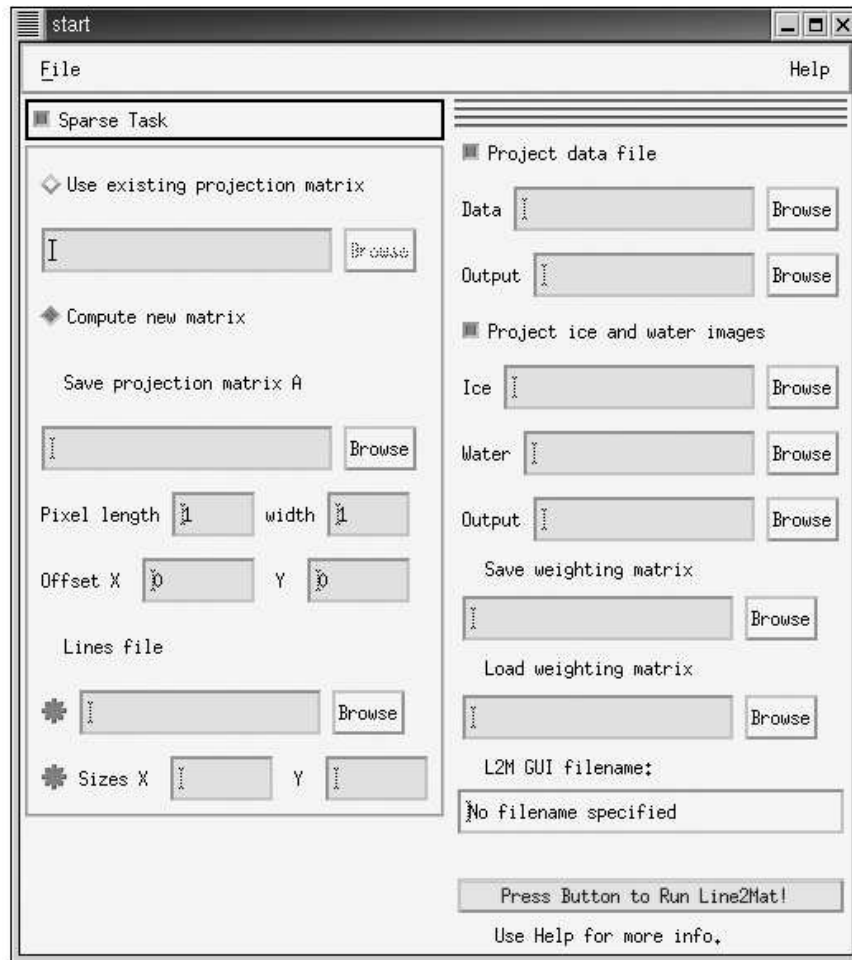 start
File Help
Sparse Task
Use existing projection matrix
Browse
Compute new matrix
Save projection matrix A
Browse
Pixel length 1 width 1
Offset X 0 Y 0
Lines file
Browse
Sizes X Y
Project data file
Data Browse
Output Browse
Project ice and water images
Ice Browse
Water Browse
Output Browse
Save weighting matrix
Browse
Load weighting matrix
Browse
L2M GUI filename:
No filename specified
Press Button to Run Line2Mat!
Use Help for more info.